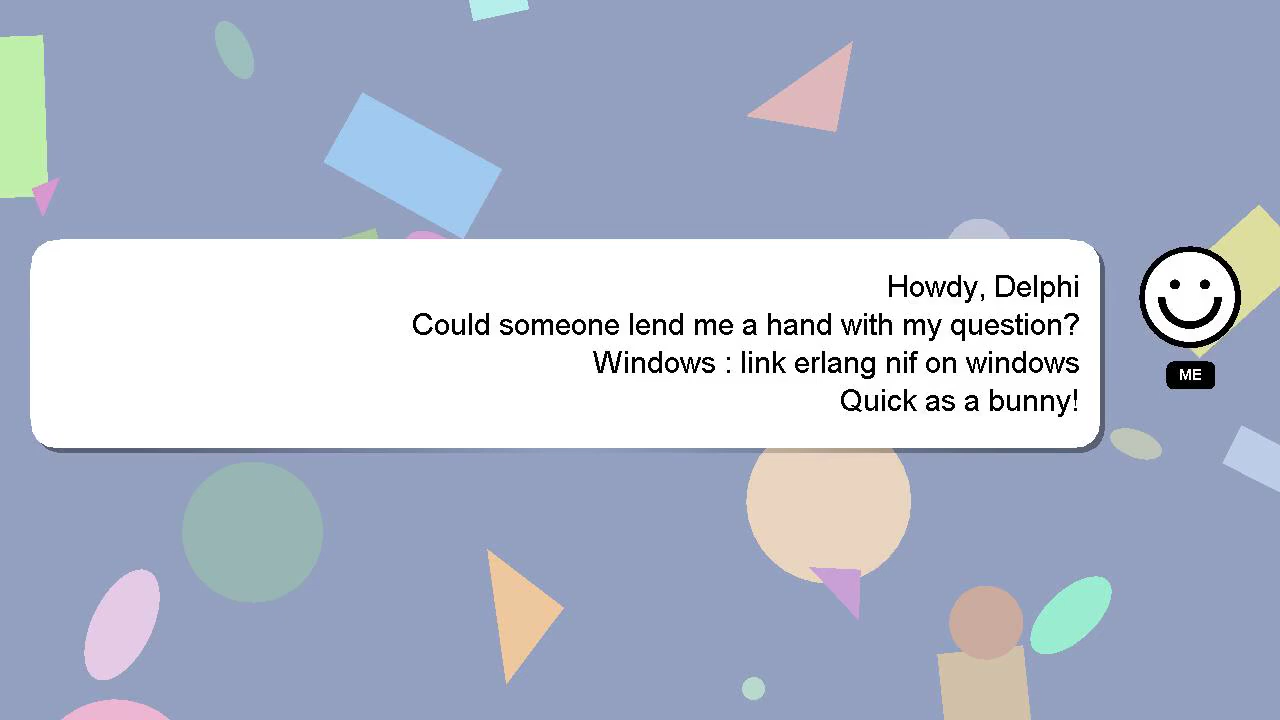 Howdy, Delphi
Could someone lend me a hand with my question?
Windows : link erlang nif on windows
Quick as a bunny!
ME